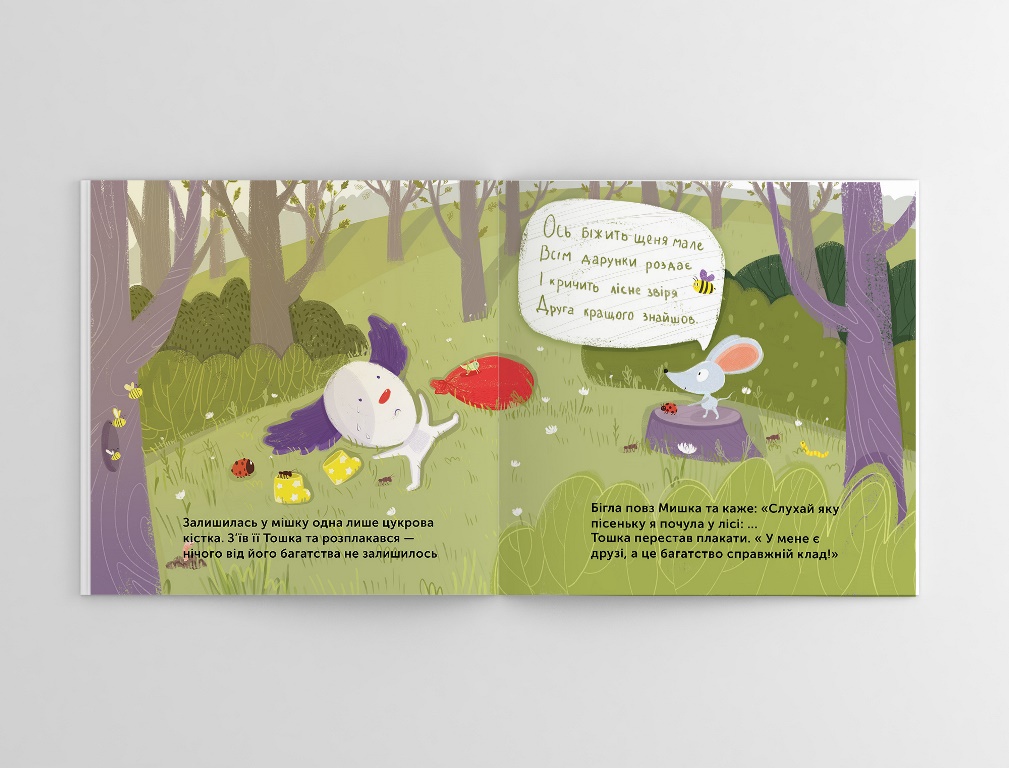 Залишилась у мішку одна лише цукрова
кістка. З’їв її Тошка та розплакався —
нічого від його багатства не залишилось
Ось біжить щеня мале
Всім дарунки роздає
І кричить лісне звіря
Друга кращого знайшов.
Бігла повз Мишка та каже: «Слухай яку
пісеньку я почула у лісі: ...
Тошка перестав плакати. « У мене є
друзі, а це багатство справжній клад!»